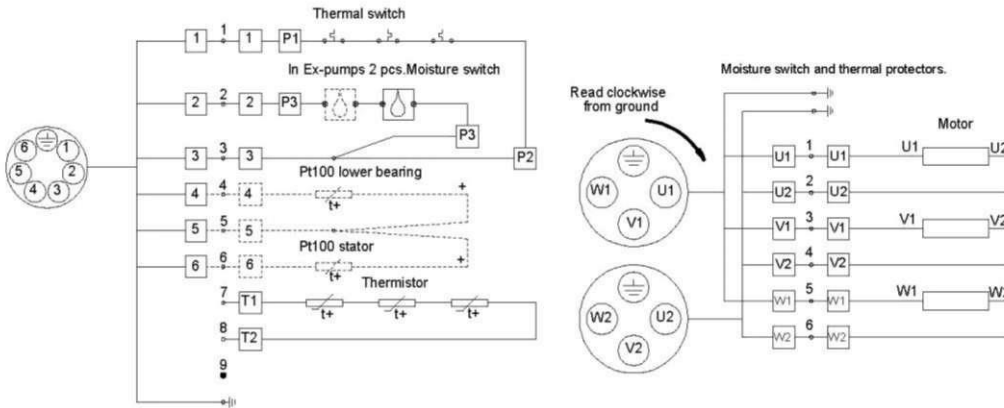 Thermal switch
1 1 1 P1
In Ex-pumps 2 pcs.Moisture switch
2 2 2 P3
P3
3 3 3 P2
6 1
5 2
4 3
Pt100 lower bearing
4 4 4 t+ +
5 5 5
Pt100 stator
6 6 6 t+ +
Thermistor
7 T1 t+ t+ t+
8 T2
9
Moisture switch and thermal protectors.
Read clockwise
from ground
Motor
W1 U1
V1
W2 U2
V2
U1 1 U1 U1 U2
U2 2 U2
V1 3 V1 V1 V2
V2 4 V2
W1 5 W1 W1 W2
W2 6 W2